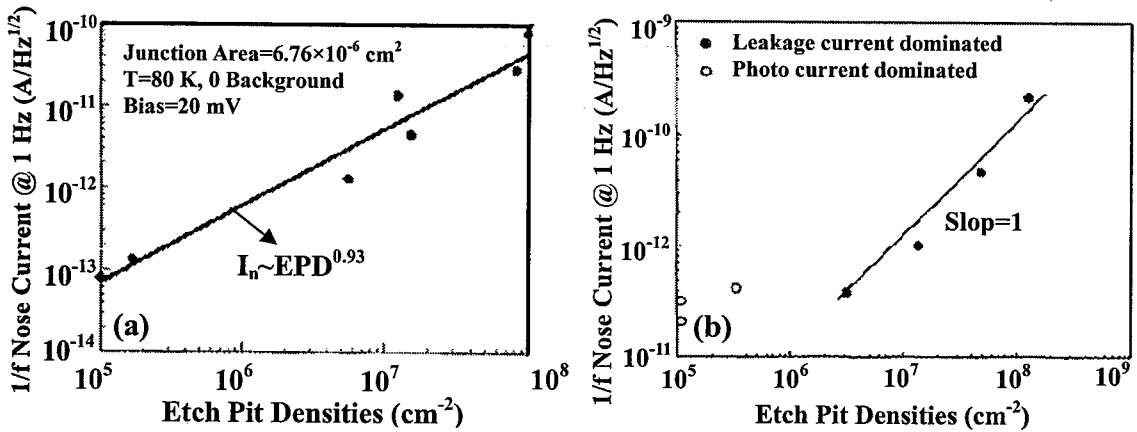 1/f Nose Current @ 1 Hz (A/Hz^1/2)
10^-10
10^-11
10^-12
10^-13
10^-14
Junction Area=6.76×10^-6 cm^2
T=80 K, 0 Background
Bias=20 mV
I_n~EPD^0.93
(a)
10^5
10^6
10^7
10^8
Etch Pit Densities (cm^-2)
1/f Nose Current @ 1 Hz (A/Hz^1/2)
10^-9
10^-10
10^-12
10^-11
Leakage current dominated
Photo current dominated
Slop=1
(b)
10^5
10^6
10^7
10^8
10^9
Etch Pit Densities (cm^-2)